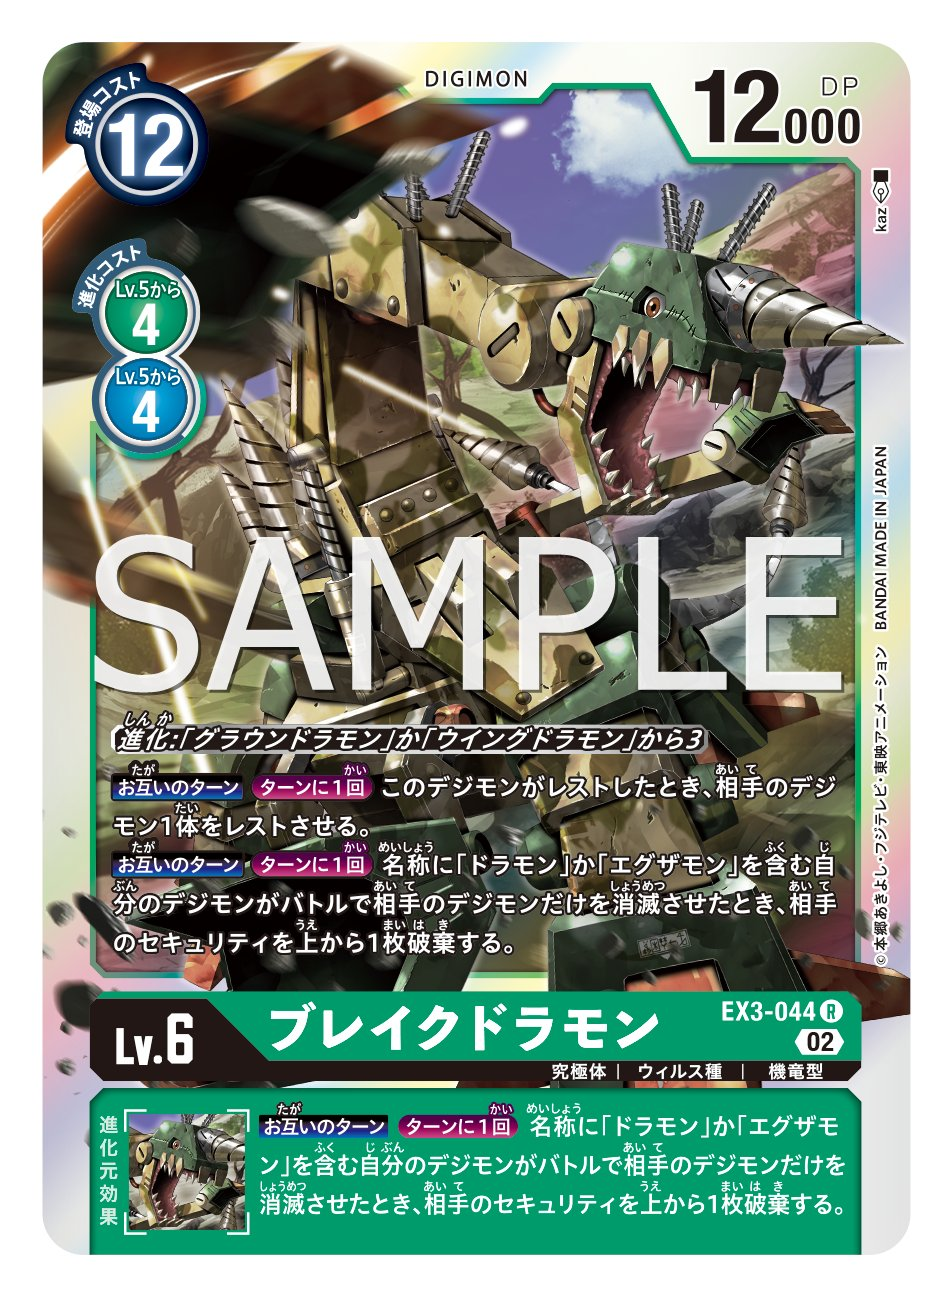 DIGIMON
登場コスト
12
12000
DP
kaz
進化コスト
Lv.5から
4
Lv.5から
4
SAMPLE
進化:「グラウンドラモン」か「ウイングドラモン」から3
お互いのターン ターンに1回 このデジモンがレストしたとき、相手のデジ
モン1体をレストさせる。
お互いのターン ターンに1回 名称に「ドラモン」か「エグザモン」を含む自
分のデジモンがバトルで相手のデジモンだけを消滅させたとき、相手
のセキュリティを上から1枚破棄する。
©本郷あきよし・フジテレビ・東映アニメーション BANDAI MADE IN JAPAN
Lv.6
ブレイクドラモン
EX3-044 R
02
究極体 | ウィルス種 | 機竜型
進化元効果
お互いのターン ターンに1回 名称に「ドラモン」か「エグザモ
ン」を含む自分のデジモンがバトルで相手のデジモンだけを
消滅させたとき、相手のセキュリティを上から1枚破棄する。